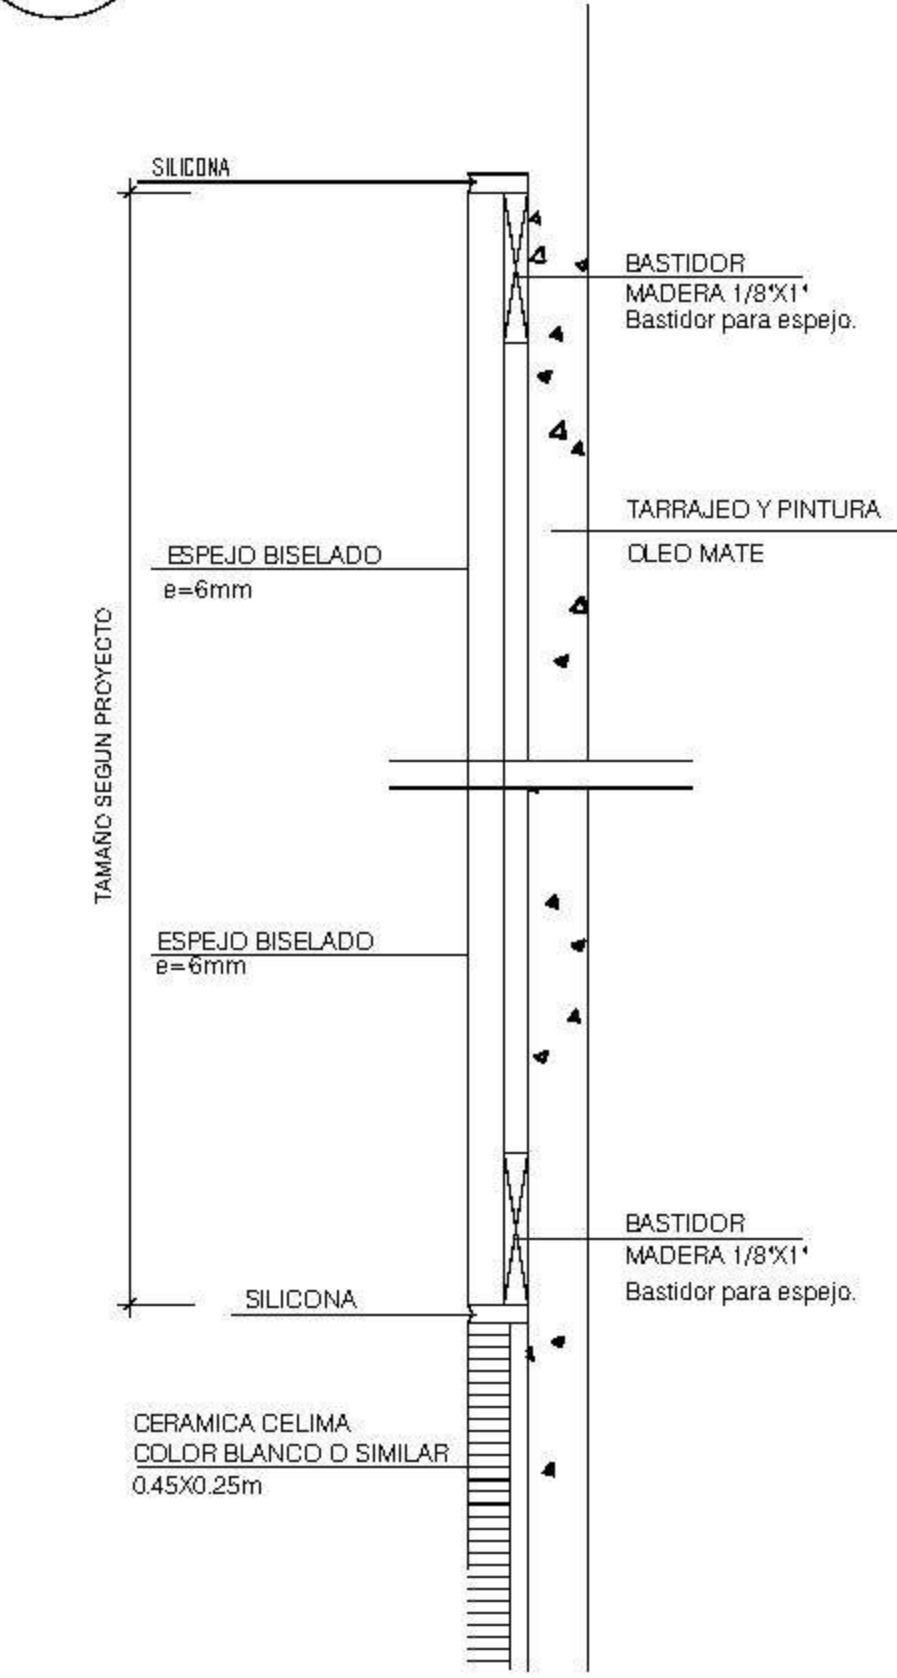 SILICONA
BASTIDOR
MADERA 1/8"X1"
Bastidor para espejo.
TARRAJEO Y PINTURA
OLEO MATE
ESPEJO BISELADO
e=6mm
TAMAÑO SEGUN PROYECTO
ESPEJO BISELADO
e=6mm
BASTIDOR
MADERA 1/8"X1"
Bastidor para espejo.
SILICONA
CERAMICA CELIMA
COLOR BLANCO O SIMILAR
0.45X0.25m